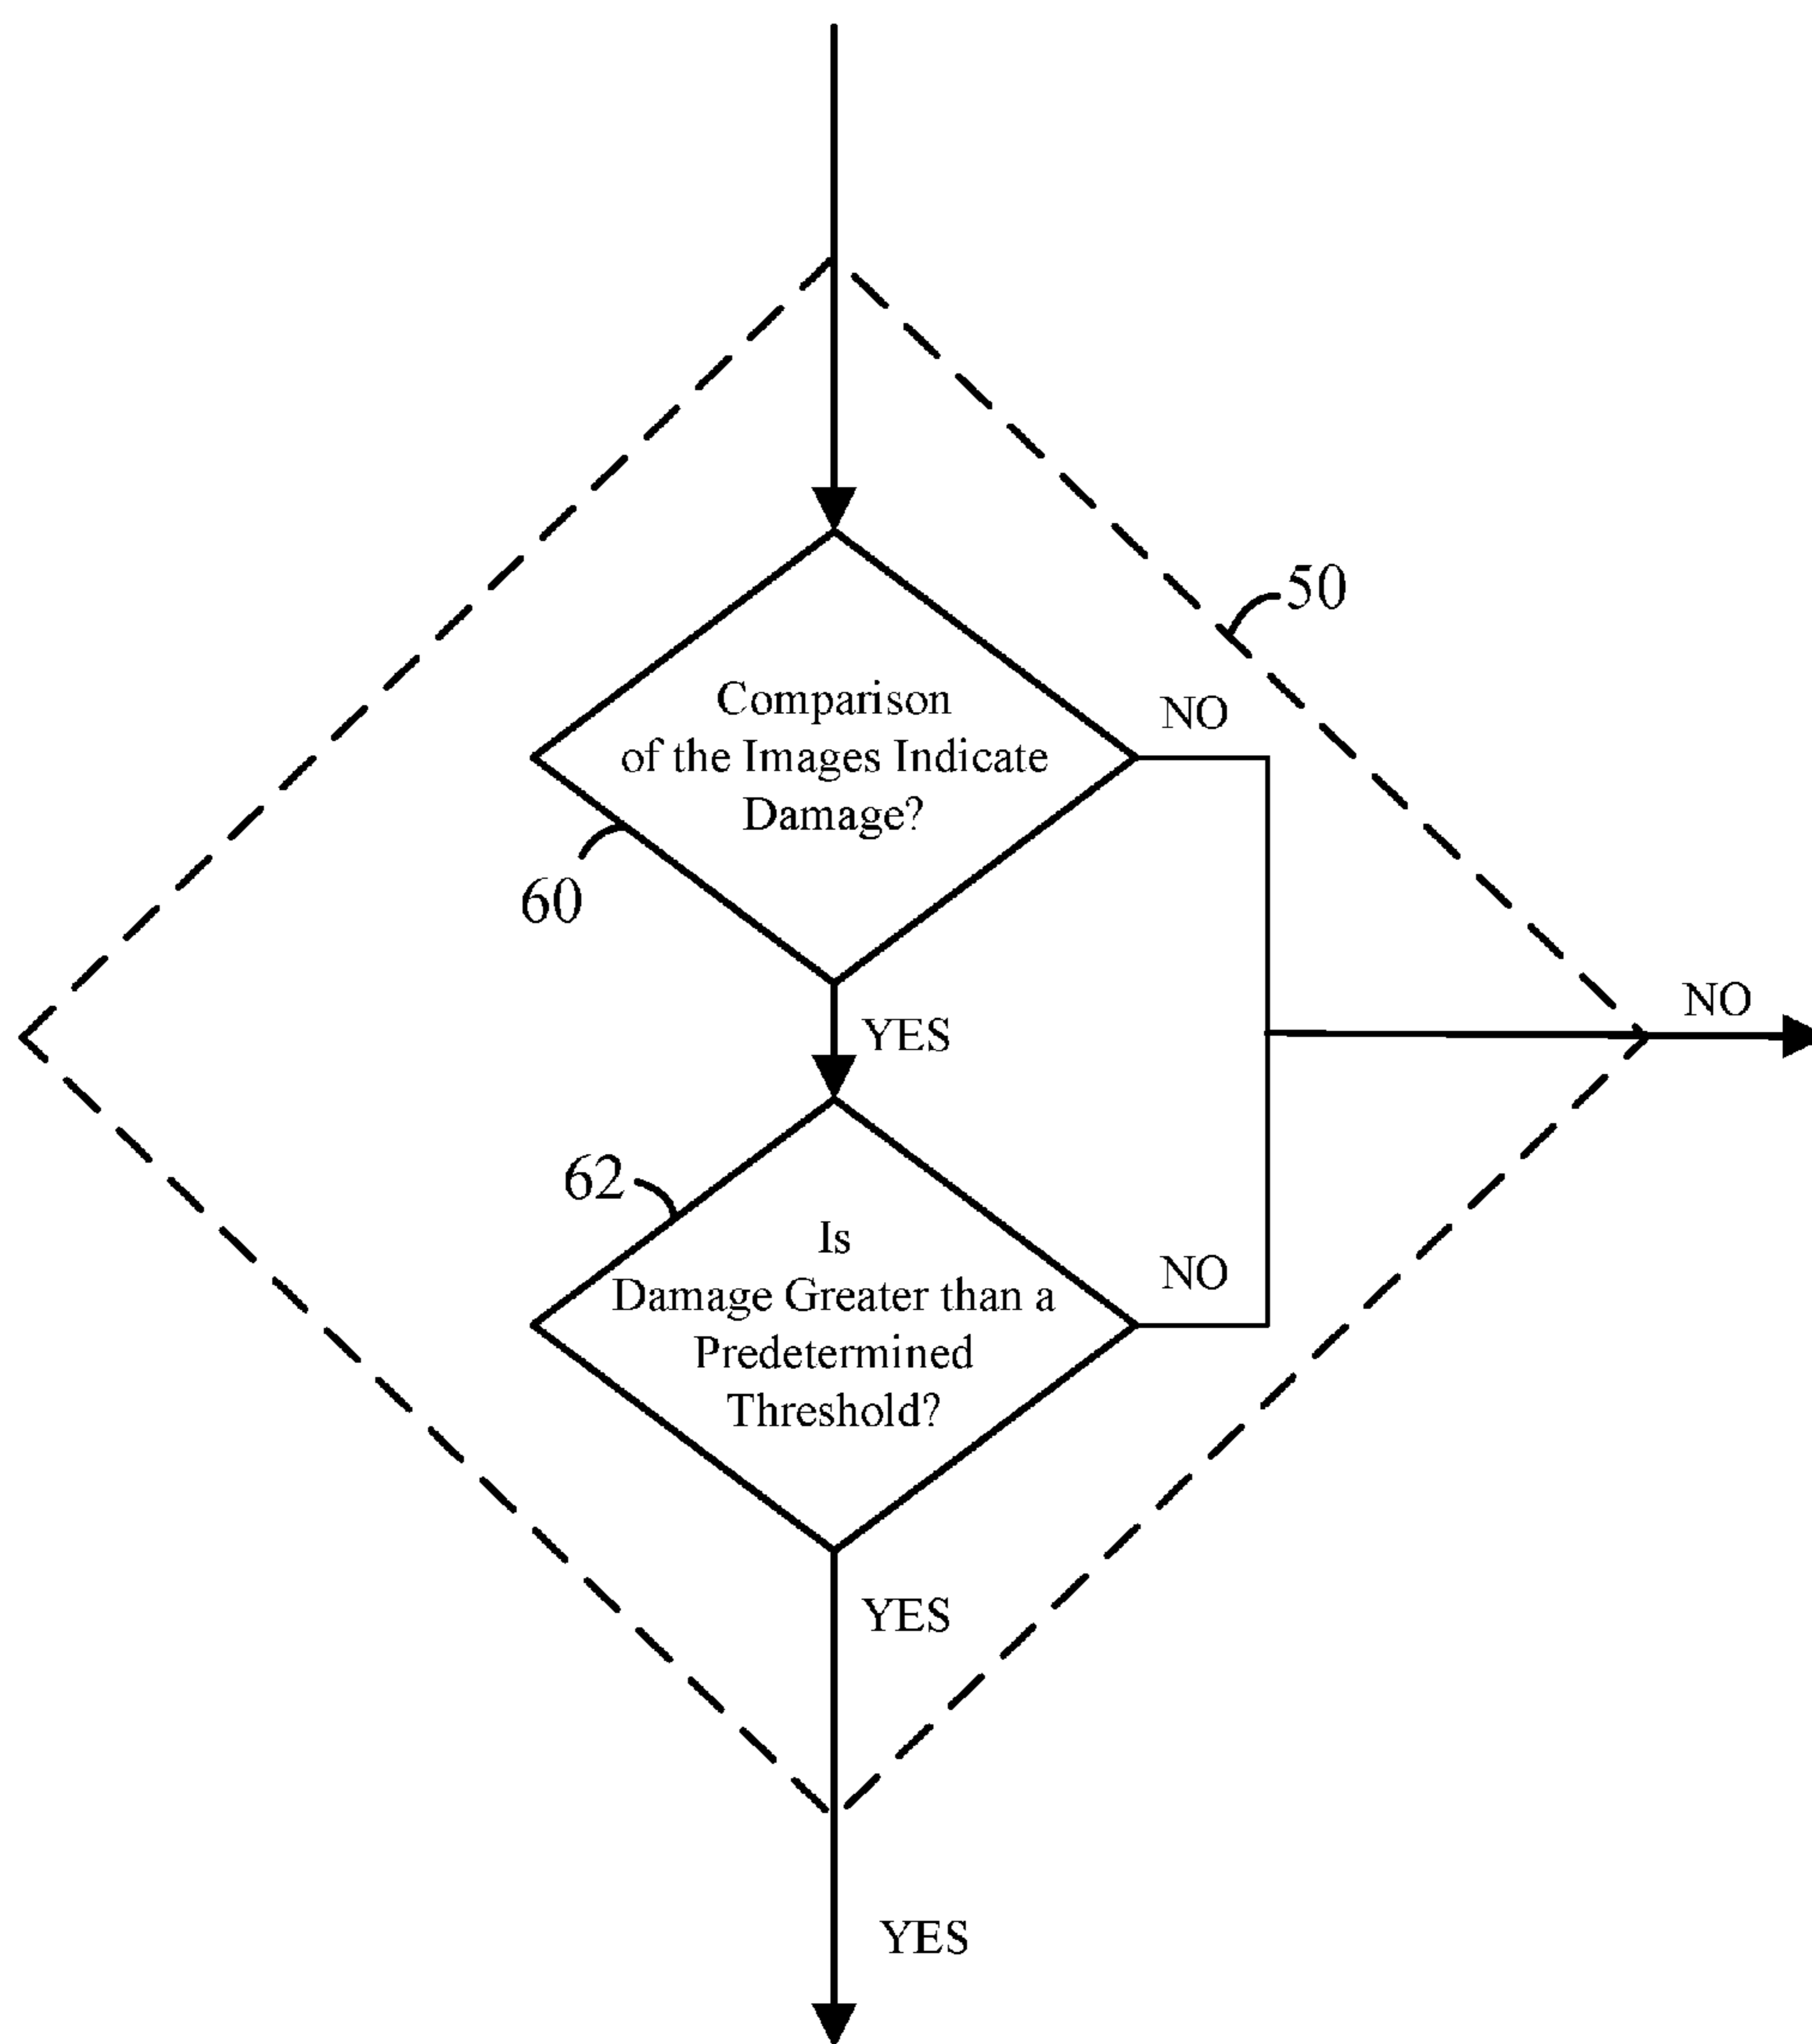 50
Comparison
of the Images Indicate
Damage?
NO
60
NO
YES
62
Is
Damage Greater than a
Predetermined
Threshold?
NO
YES
YES